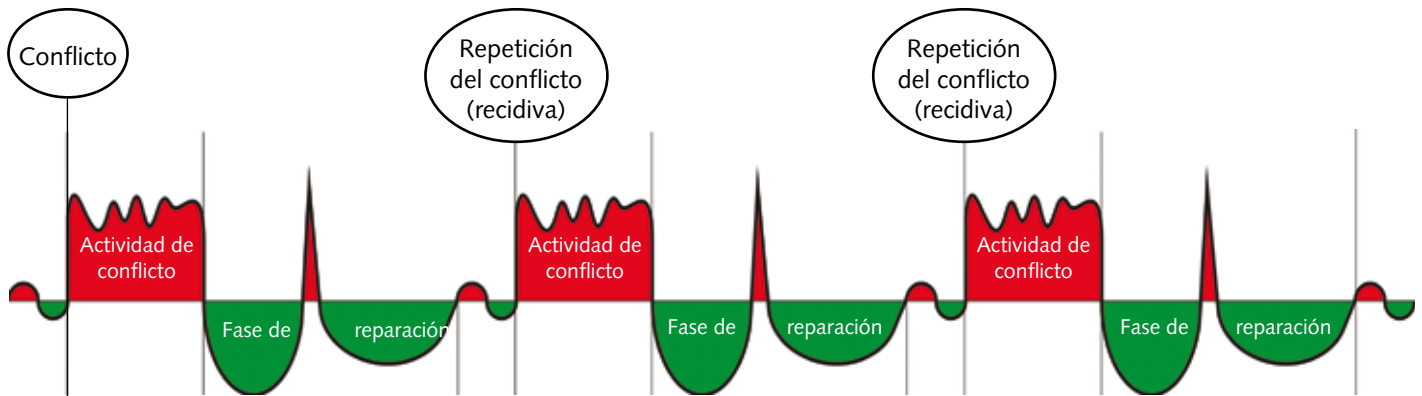 Conflicto
Repetición
del conflicto
(recidiva)
Repetición
del conflicto
(recidiva)
Actividad de
conflicto
Fase de reparación
Actividad de
conflicto
Fase de reparación
Actividad de
conflicto
Fase de reparación